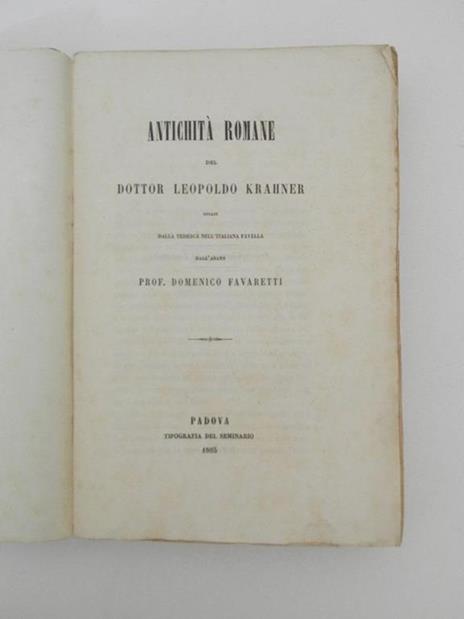 ANTICHITÀ ROMANE
DEL
DOTTOR LEOPOLDO KRAHNER
DALLA TEDESCA NELL'ITALIANA FAVELLA
DALL'ABATE
PROF. DOMENICO FAVARETTI
PADOVA
TIPOGRAFIA DEL SEMINARIO
1865